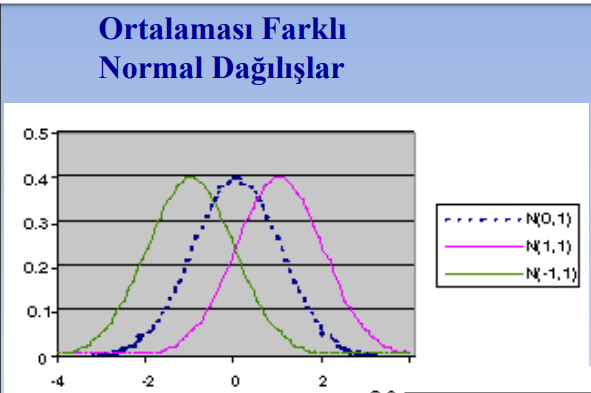 Ortalaması Farklı
Normal Dağılışlar
0.5
0.4
0.3
0.2
0.1
0
-4
-2
0
2
N(0,1)
N(1,1)
N(-1,1)